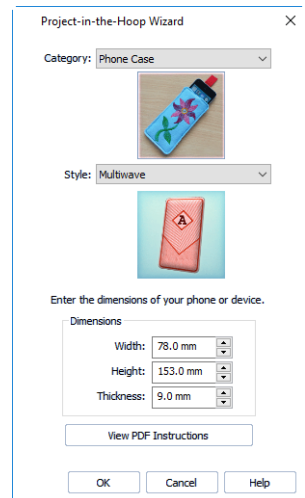 Project-in-the-Hoop Wizard
Category: Phone Case
Style: Multiwave
A
Enter the dimensions of your phone or device.
Dimensions
Width: 78.0 mm
Height: 153.0 mm
Thickness: 9.0 mm
View PDF Instructions
OK Cancel Help